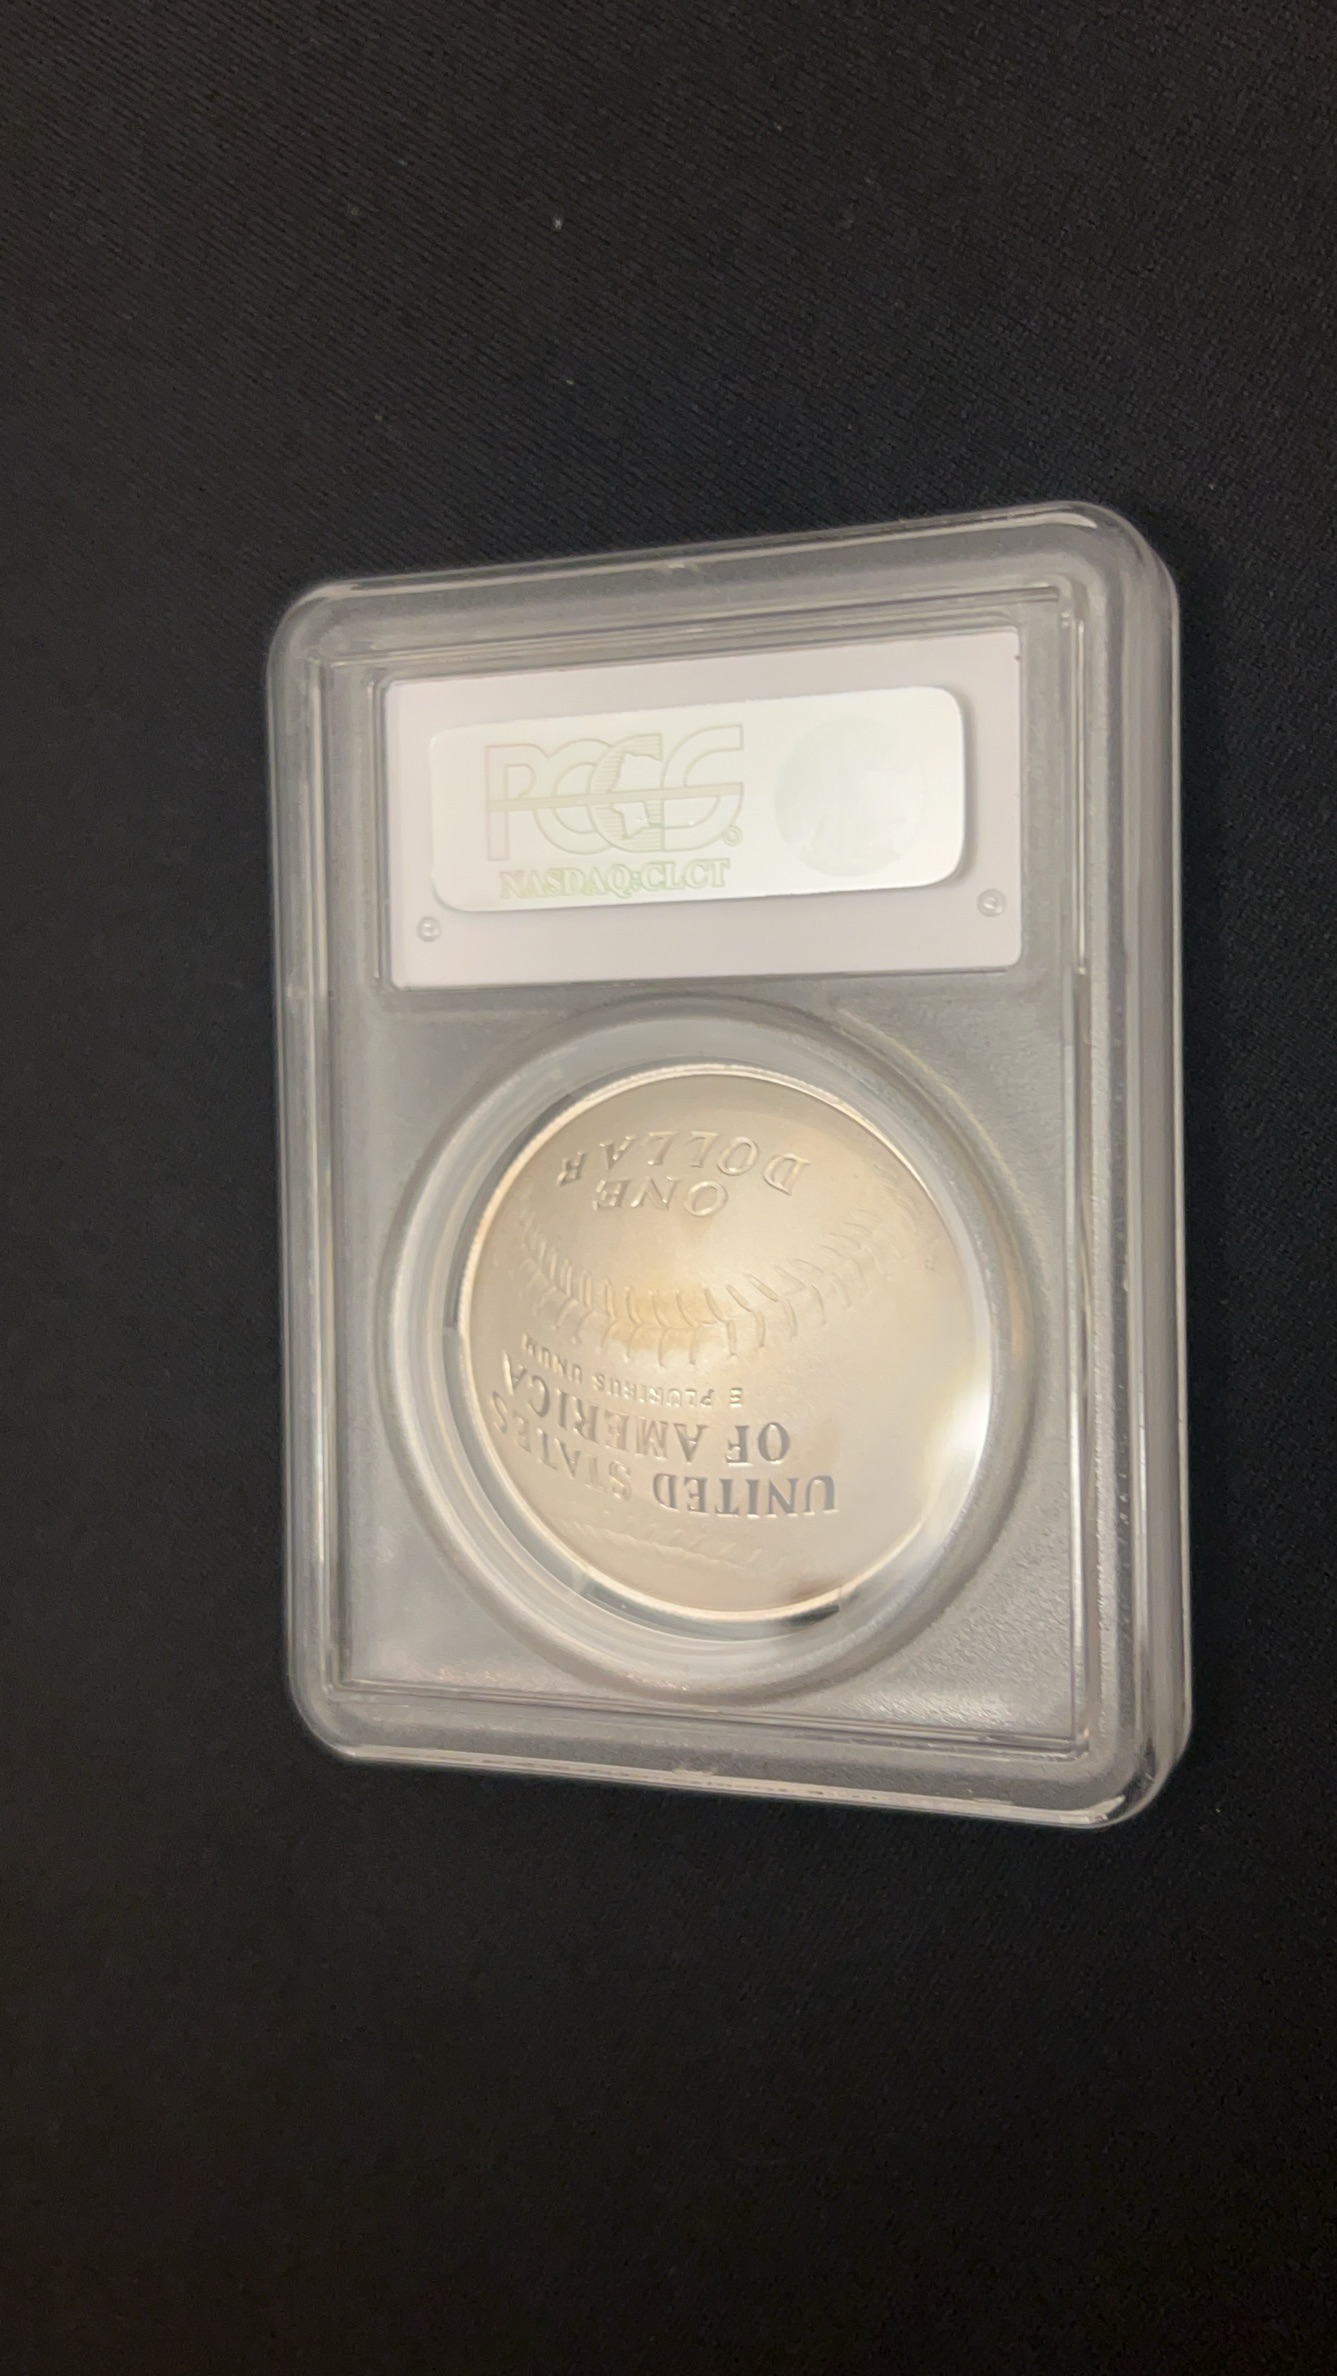 PCGS
NASDAQ:CLCT
UNITED STATES
OF AMERICA
E PLURIBUS UNUM
ONE
DOLLAR